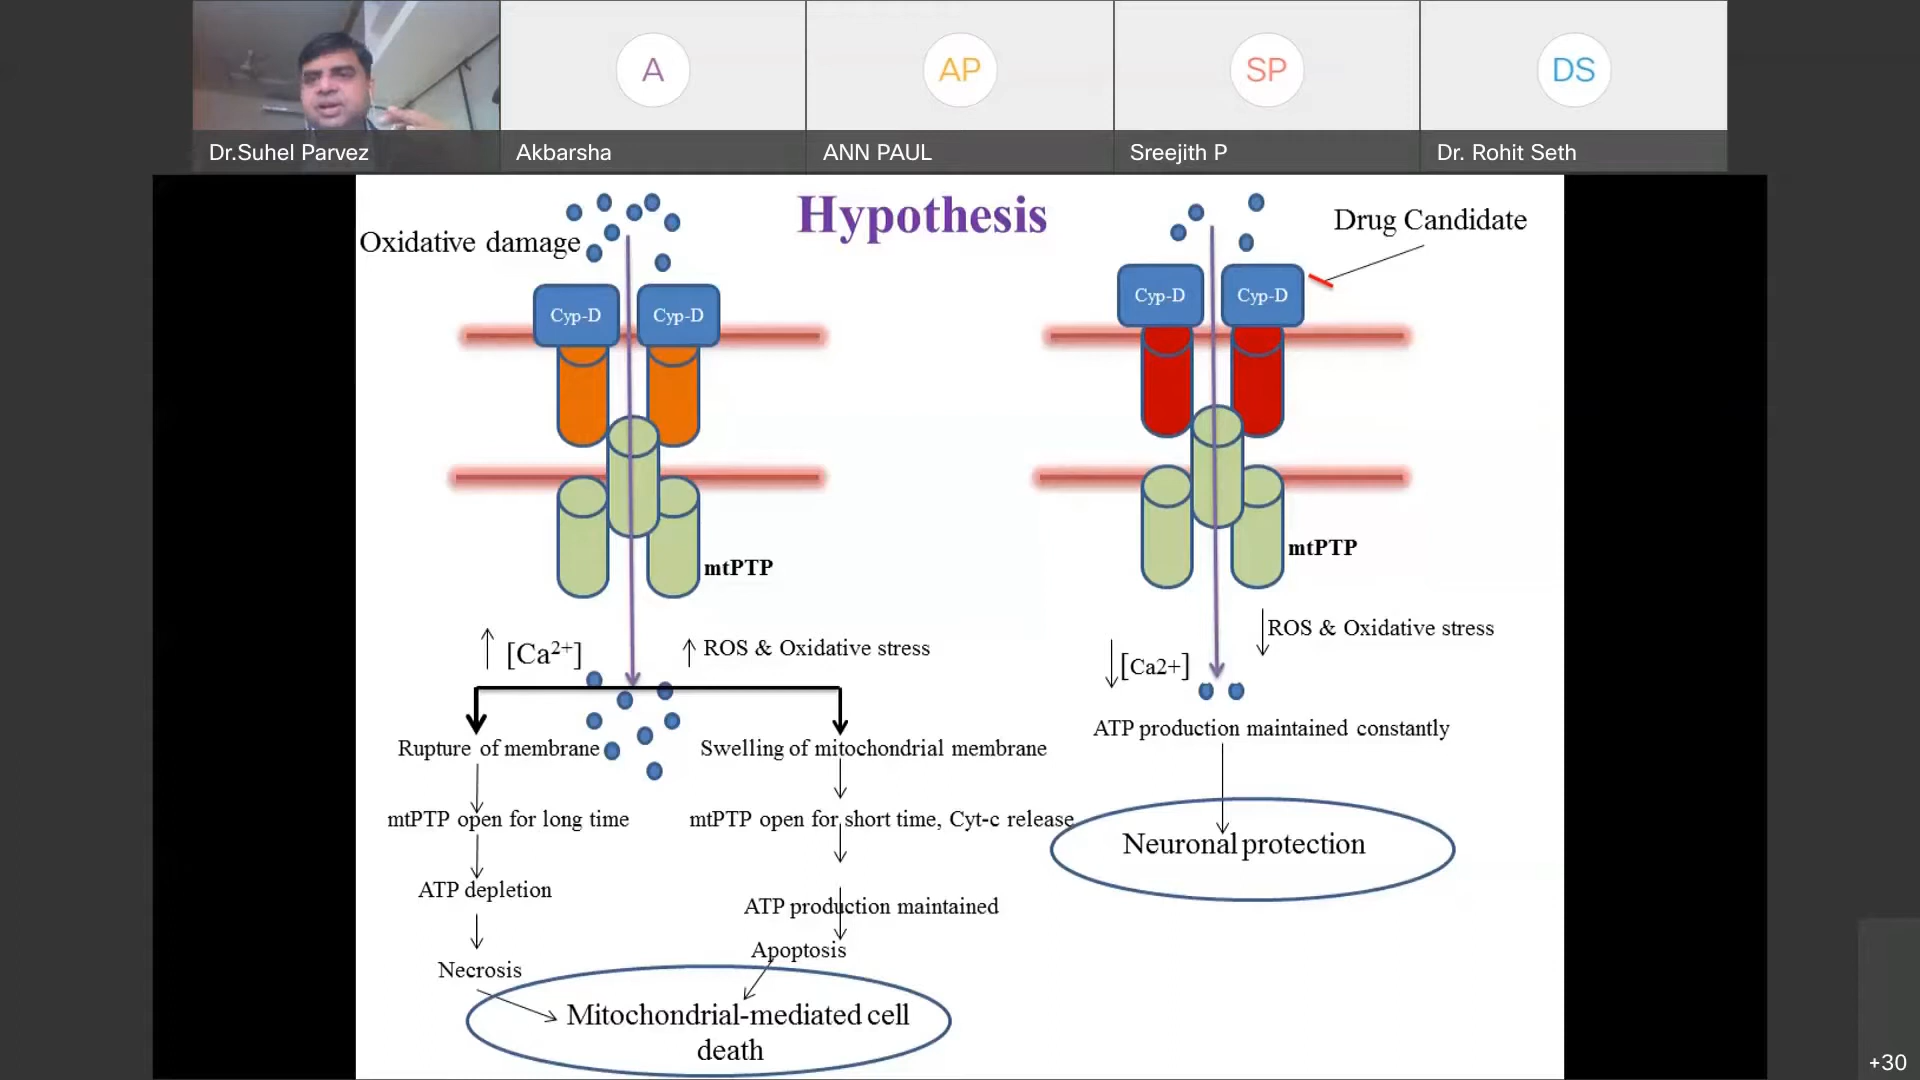 A
AP
SP
DS
Dr.Suhel Parvez
Akbarsha
ANN PAUL
Sreejith P
Dr. Rohit Seth
Hypothesis
Oxidative damage
Drug Candidate
Cyp-D
Cyp-D
Cyp-D
Cyp-D
mtPTP
mtPTP
[Ca²⁺]
ROS & Oxidative stress
[Ca2+]
ROS & Oxidative stress
Rupture of membrane
Swelling of mitochondrial membrane
ATP production maintained constantly
mtPTP open for long time
mtPTP open for short time, Cyt-c release
Neuronal protection
ATP depletion
ATP production maintained
Apoptosis
Necrosis
Mitochondrial-mediated cell
death
+30